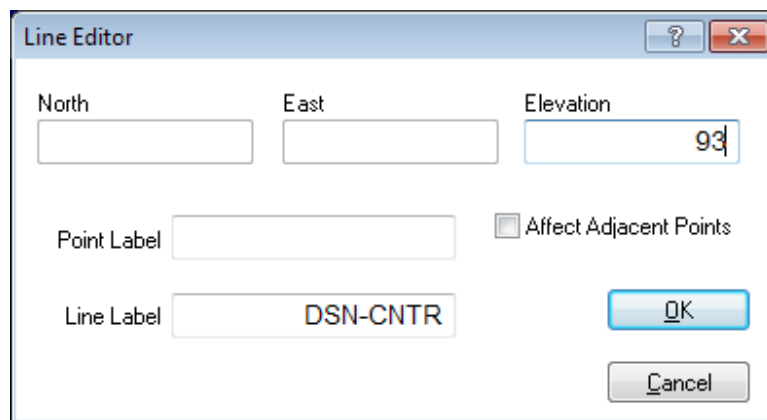 Line Editor
North East Elevation
93
Point Label
Affect Adjacent Points
Line Label DSN-CNTR
OK
Cancel